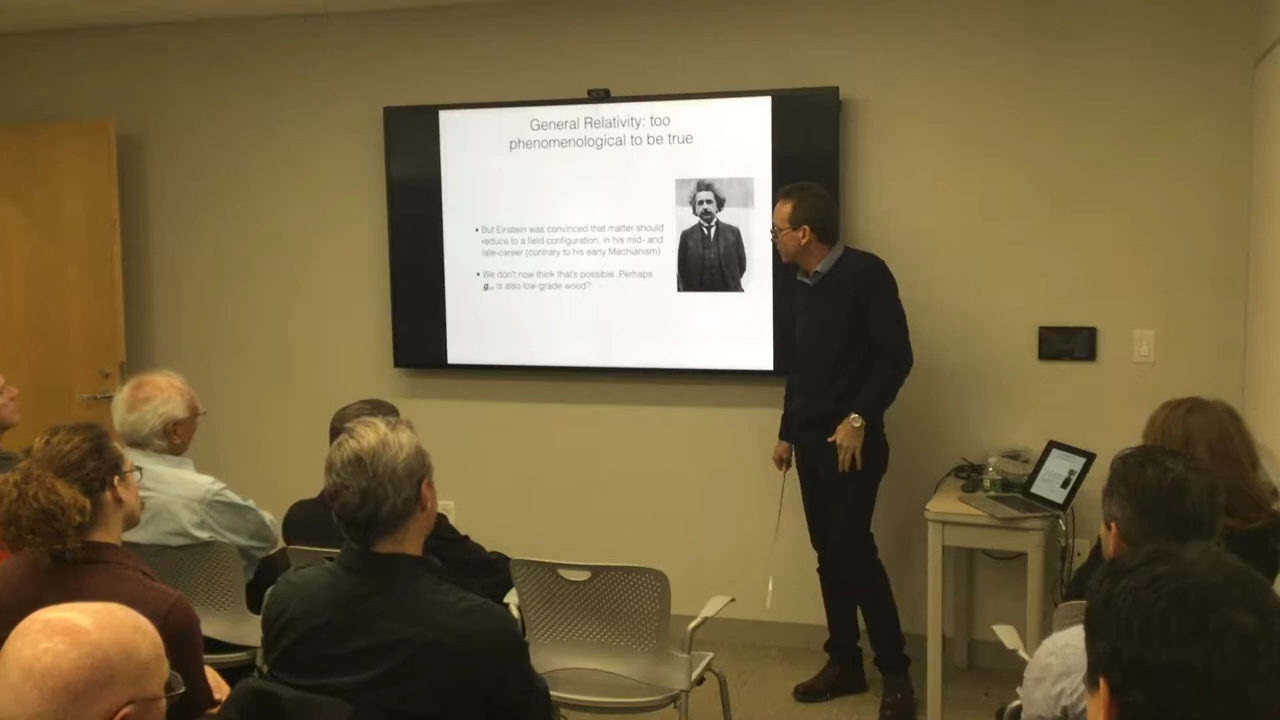 General Relativity: too
phenomenological to be true
• But Einstein was convinced that matter should
reduce to a field configuration, in his mid- and
late-career (contrary to his early Machianism)
• We don't now think that's possible. Perhaps
g is also low-grade wood?